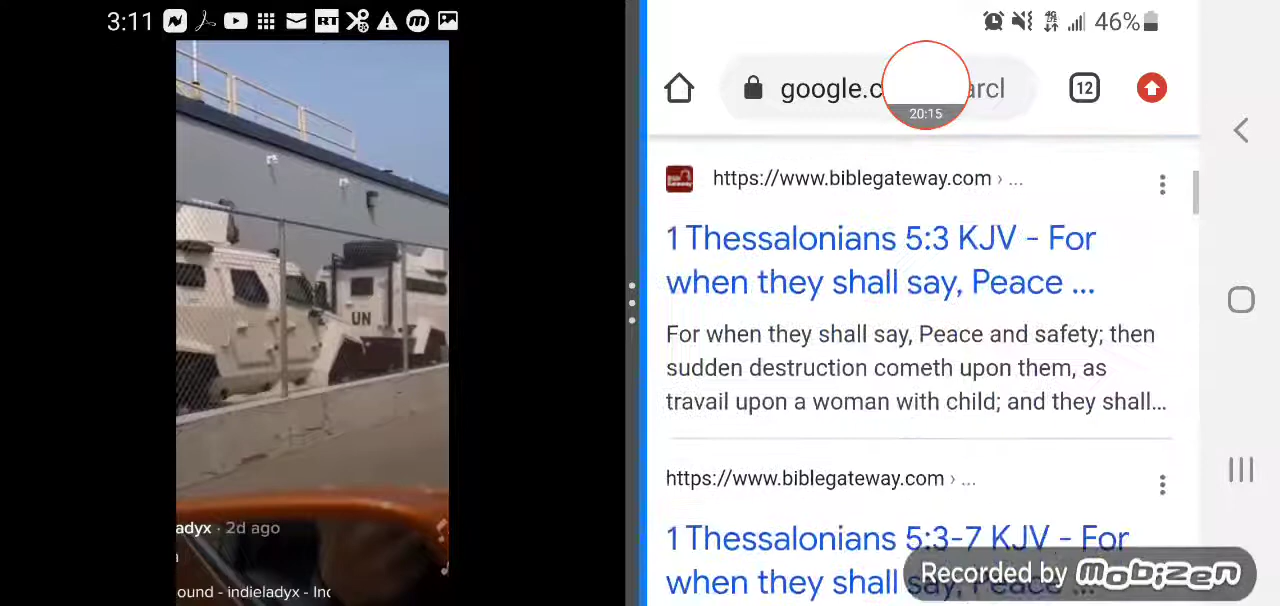 3:11
RT
46%
UN
adyx · 2d ago
ound - indieladyx - Inc
google.c
arcl
20:15
12
https://www.biblegateway.com › ...
1 Thessalonians 5:3 KJV - For
when they shall say, Peace ...
For when they shall say, Peace and safety; then
sudden destruction cometh upon them, as
travail upon a woman with child; and they shall...
https://www.biblegateway.com › ...
1 Thessalonians 5:3-7 KJV - For
when they shall say, Peace ...
Recorded by mobizen